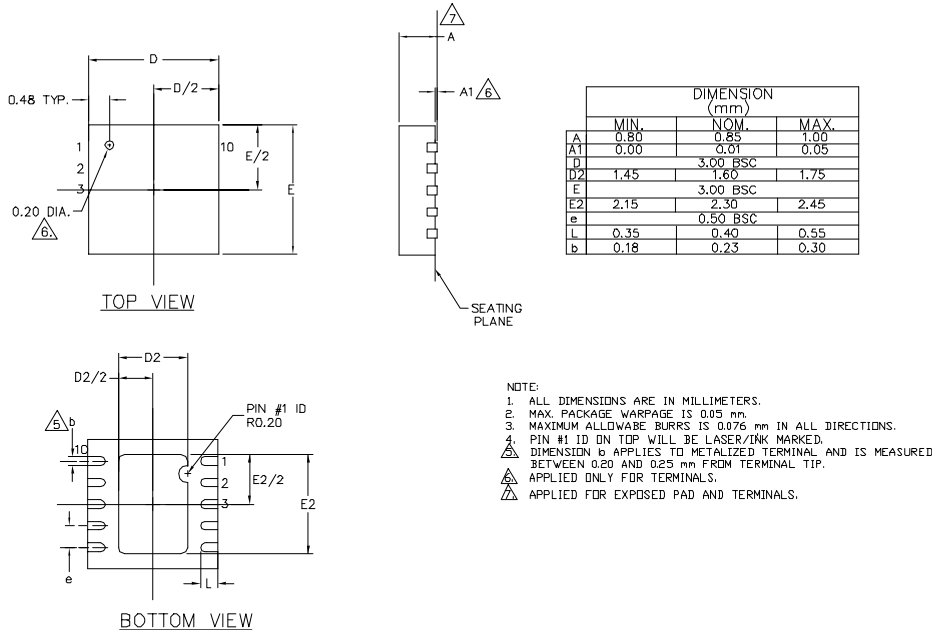 7
A
D
D/2
0.48 TYP.
A1 6
1
10
2
3
E/2
E
0.20 DIA.
6.
TOP VIEW
SEATING
PLANE
DIMENSION
(mm)
MIN. NOM. MAX.
A 0.80 0.85 1.00
A1 0.00 0.01 0.05
D 3.00 BSC
D2 1.45 1.60 1.75
E 3.00 BSC
E2 2.15 2.30 2.45
e 0.50 BSC
L 0.35 0.40 0.55
b 0.18 0.23 0.30
D2
D2/2
PIN #1 ID
R0.20
5 b
10
1
2
3
E2/2
E2
e
L
BOTTOM VIEW
NOTE:
1. ALL DIMENSIONS ARE IN MILLIMETERS.
2. MAX. PACKAGE WARPAGE IS 0.05 mm.
3. MAXIMUM ALLOWABE BURRS IS 0.076 mm IN ALL DIRECTIONS.
4. PIN #1 ID ON TOP WILL BE LASER/INK MARKED.
5. DIMENSION b APPLIES TO METALIZED TERMINAL AND IS MEASURED
BETWEEN 0.20 AND 0.25 mm FROM TERMINAL TIP.
6. APPLIED ONLY FOR TERMINALS.
7. APPLIED FOR EXPOSED PAD AND TERMINALS.